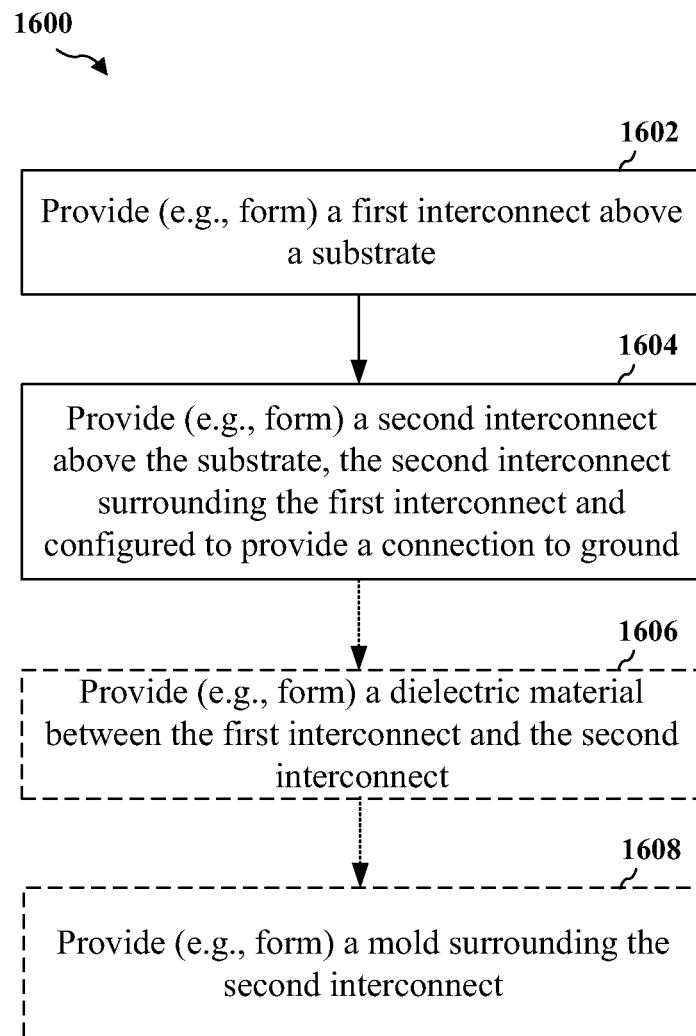 1600
1602
Provide (e.g., form) a first interconnect above
a substrate
1604
Provide (e.g., form) a second interconnect
above the substrate, the second interconnect
surrounding the first interconnect and
configured to provide a connection to ground
1606
Provide (e.g., form) a dielectric material
between the first interconnect and the second
interconnect
1608
Provide (e.g., form) a mold surrounding the
second interconnect